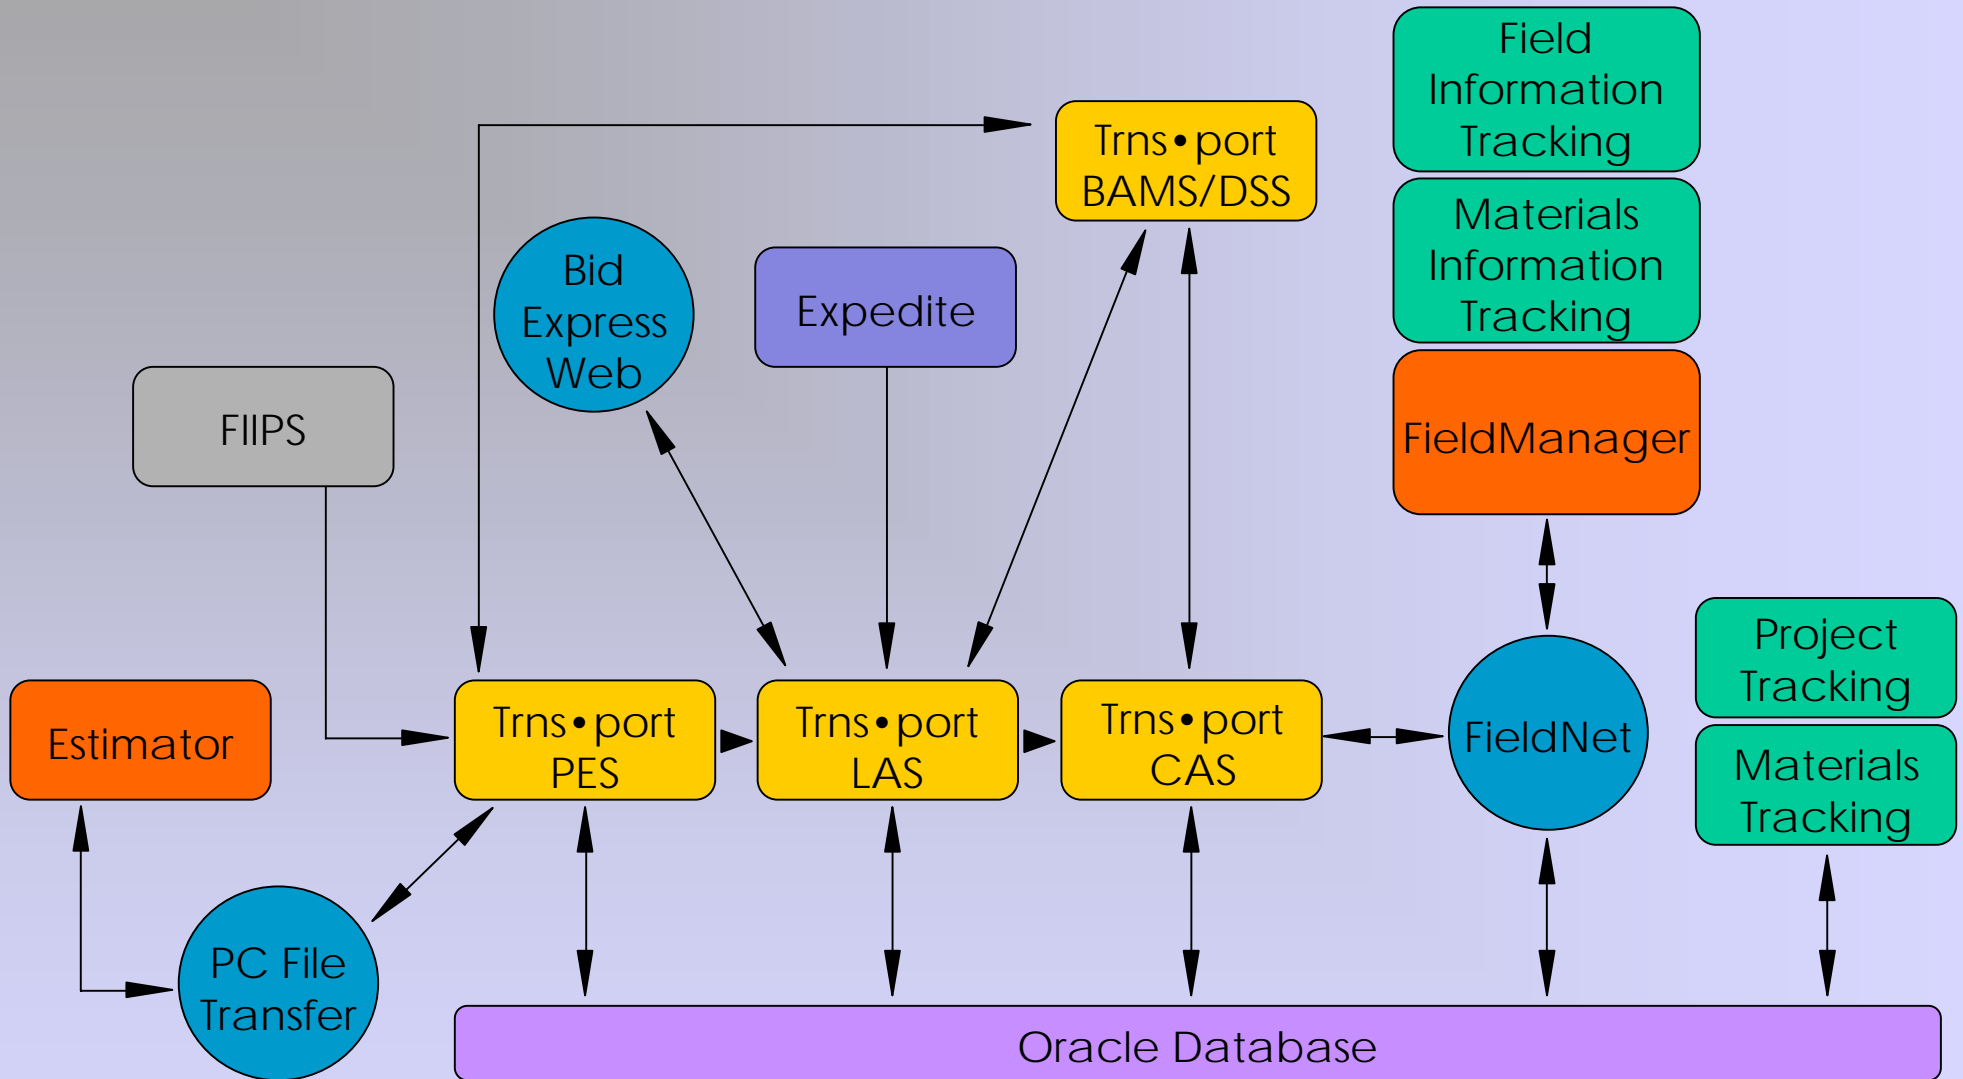 Field
Information
Tracking
Trns•port
BAMS/DSS
Materials
Information
Tracking
Bid
Express
Web
Expedite
FIIPS
FieldManager
Project
Tracking
Estimator
Trns•port
PES
Trns•port
LAS
Trns•port
CAS
FieldNet
Materials
Tracking
PC File
Transfer
Oracle Database